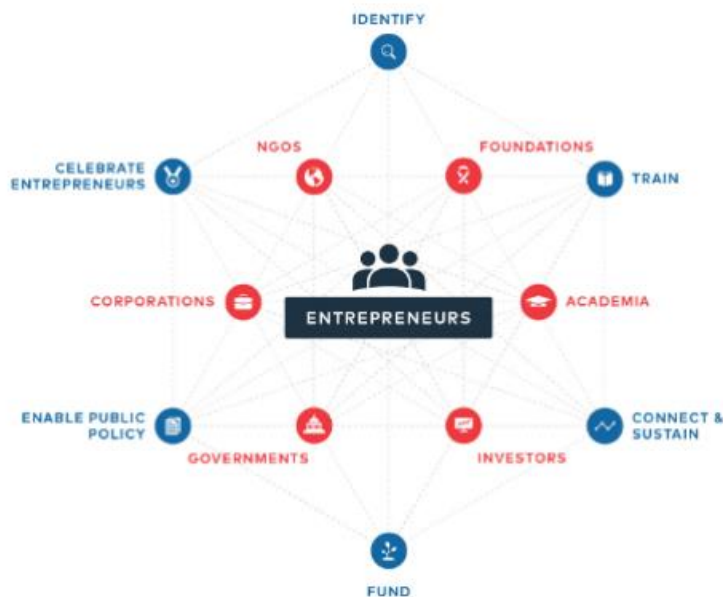 IDENTIFY
NGOS
FOUNDATIONS
CELEBRATE
ENTREPRENEURS
TRAIN
CORPORATIONS
ENTREPRENEURS
ACADEMIA
ENABLE PUBLIC
POLICY
CONNECT &
SUSTAIN
GOVERNMENTS
INVESTORS
FUND